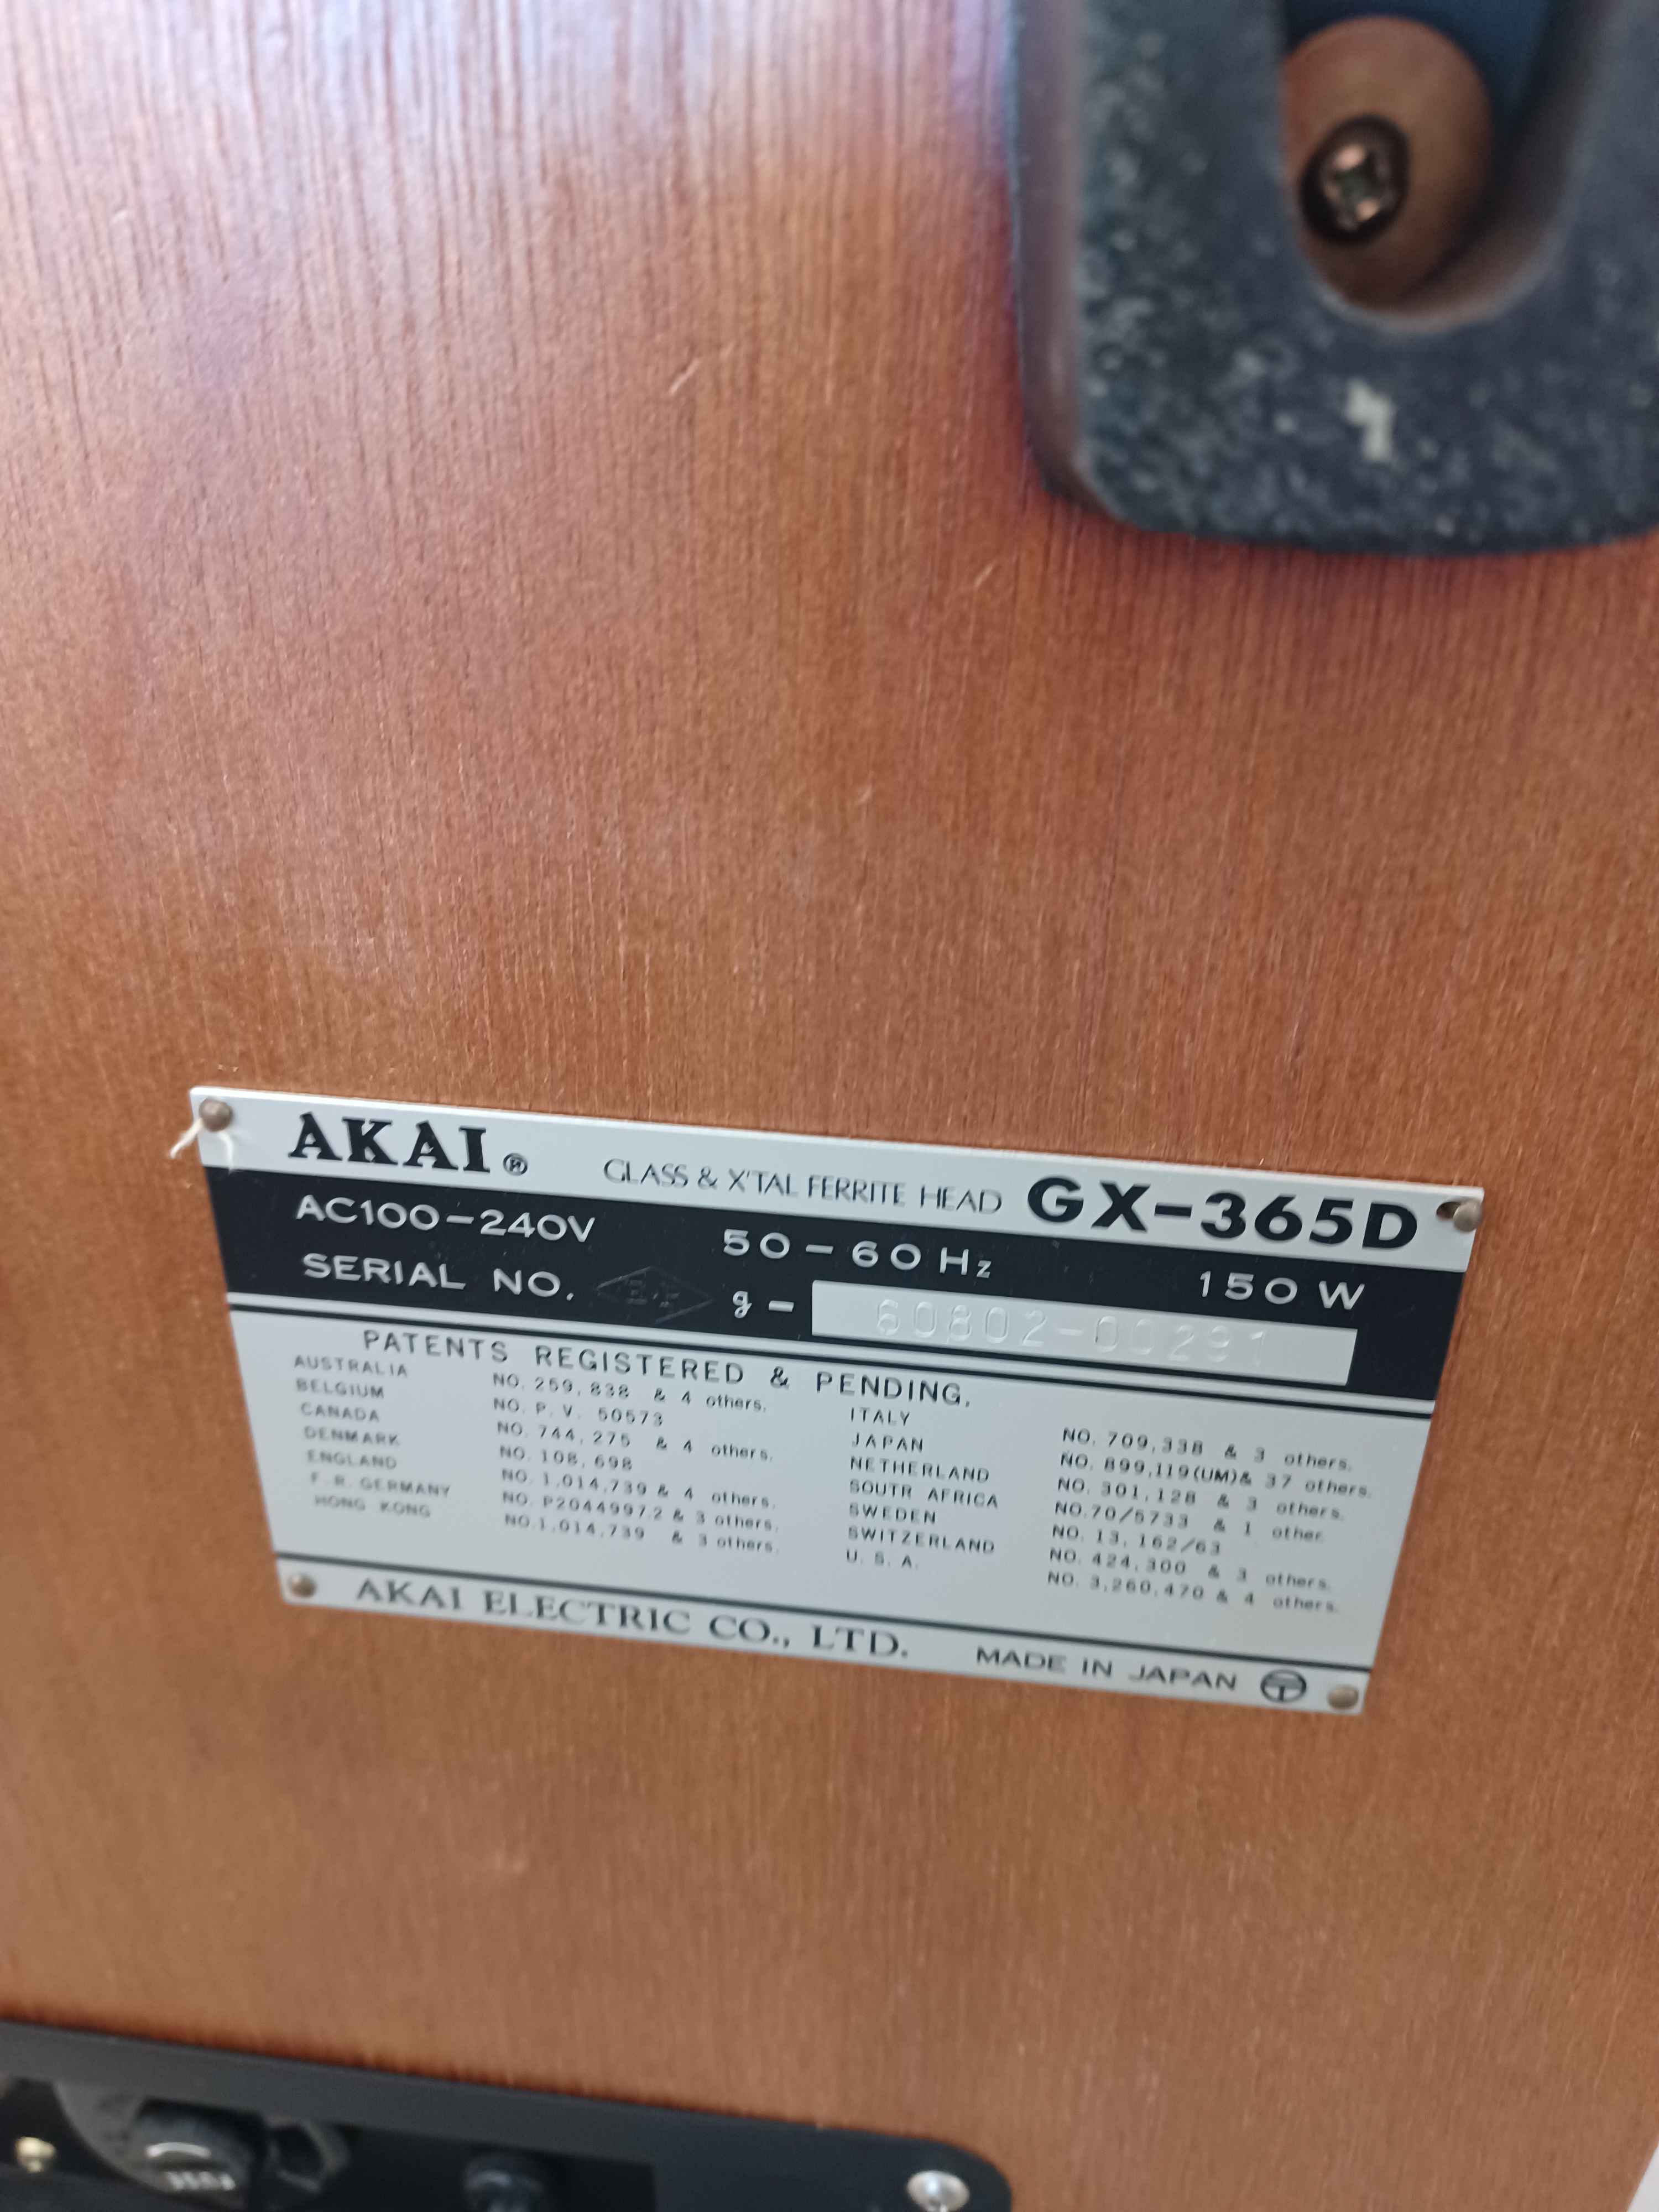 AKAI ® GLASS & X'TAL FERRITE HEAD GX-365D
AC100-240V 50-60Hz 150W
SERIAL NO. g- 60802-00291
PATENTS REGISTERED & PENDING.
AUSTRALIA NO. 259,838 & 4 others.
BELGIUM NO. P. V. 50573
CANADA NO. 744,275 & 4 others.
DENMARK NO. 108,698
ENGLAND NO. 1,014,739 & 4 others.
F. R. GERMANY NO. P2044997.2 & 3 others.
HONG KONG NO. 1,014,739 & 3 others.
ITALY NO. 709,338 & 3 others.
JAPAN NO. 899,119(UM)& 37 others.
NETHERLAND NO. 301,128 & 3 others.
SOUTR AFRICA NO. 70/5733 & 1 other.
SWEDEN NO. 13, 162/63
SWITZERLAND NO. 424,300 & 3 others.
U. S. A. NO. 3,260,470 & 4 others.
AKAI ELECTRIC CO., LTD. MADE IN JAPAN